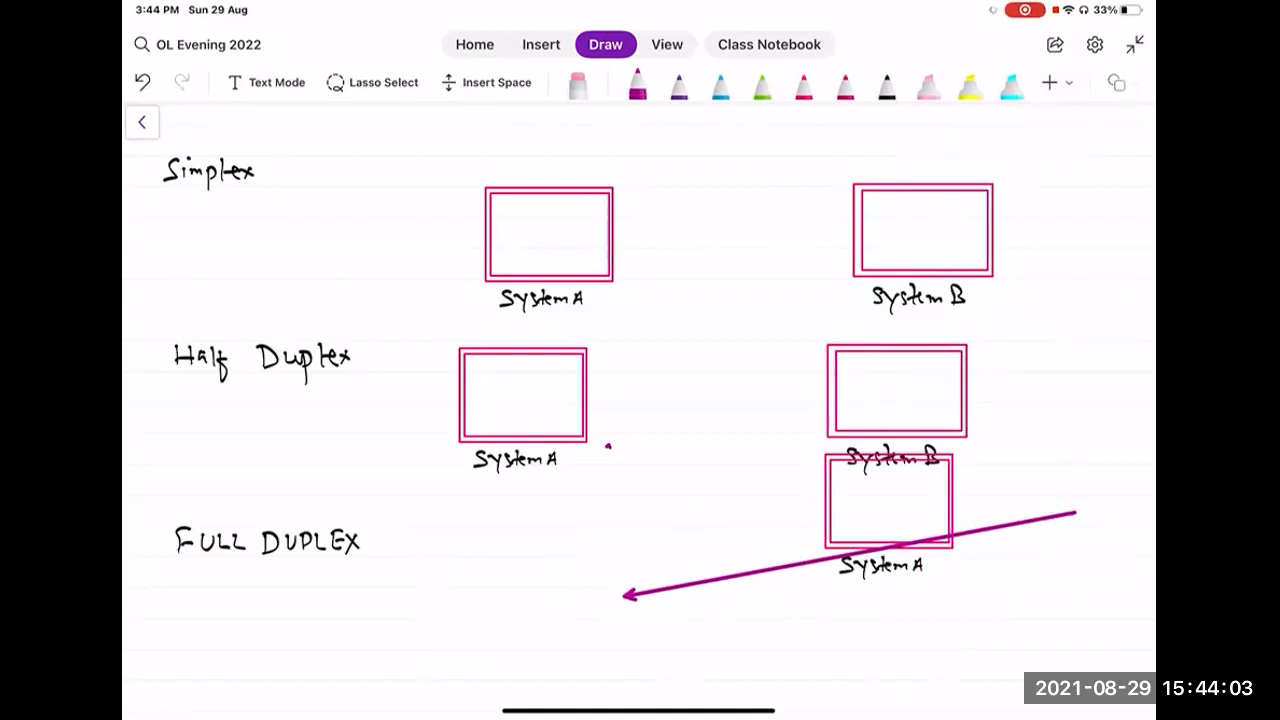 3:44 PM Sun 29 Aug 33%
OL Evening 2022 Home Insert Draw View Class Notebook
Text Mode Lasso Select Insert Space
Simplex
System A System B
Half Duplex
System A System B
FULL DUPLEX
System A
2021-08-29 15:44:03